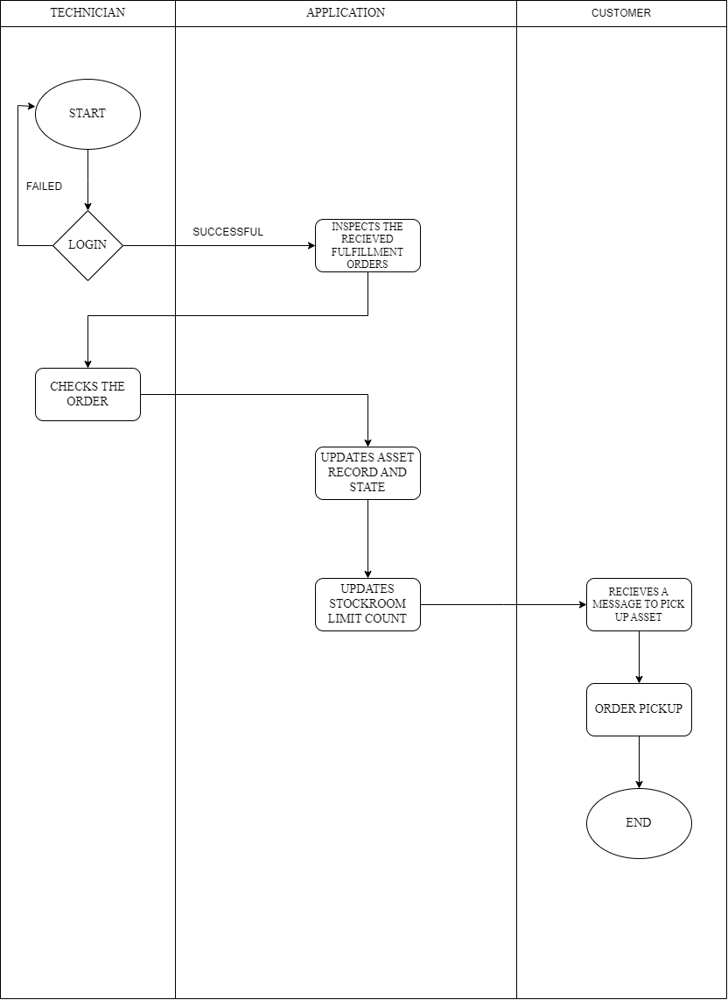 TECHNICIAN
APPLICATION
CUSTOMER
START
FAILED
LOGIN
SUCCESSFUL
INSPECTS THE
RECIEVED
FULFILLMENT
ORDERS
CHECKS THE
ORDER
UPDATES ASSET
RECORD AND
STATE
UPDATES
STOCKROOM
LIMIT COUNT
RECIEVES A
MESSAGE TO PICK
UP ASSET
ORDER PICKUP
END